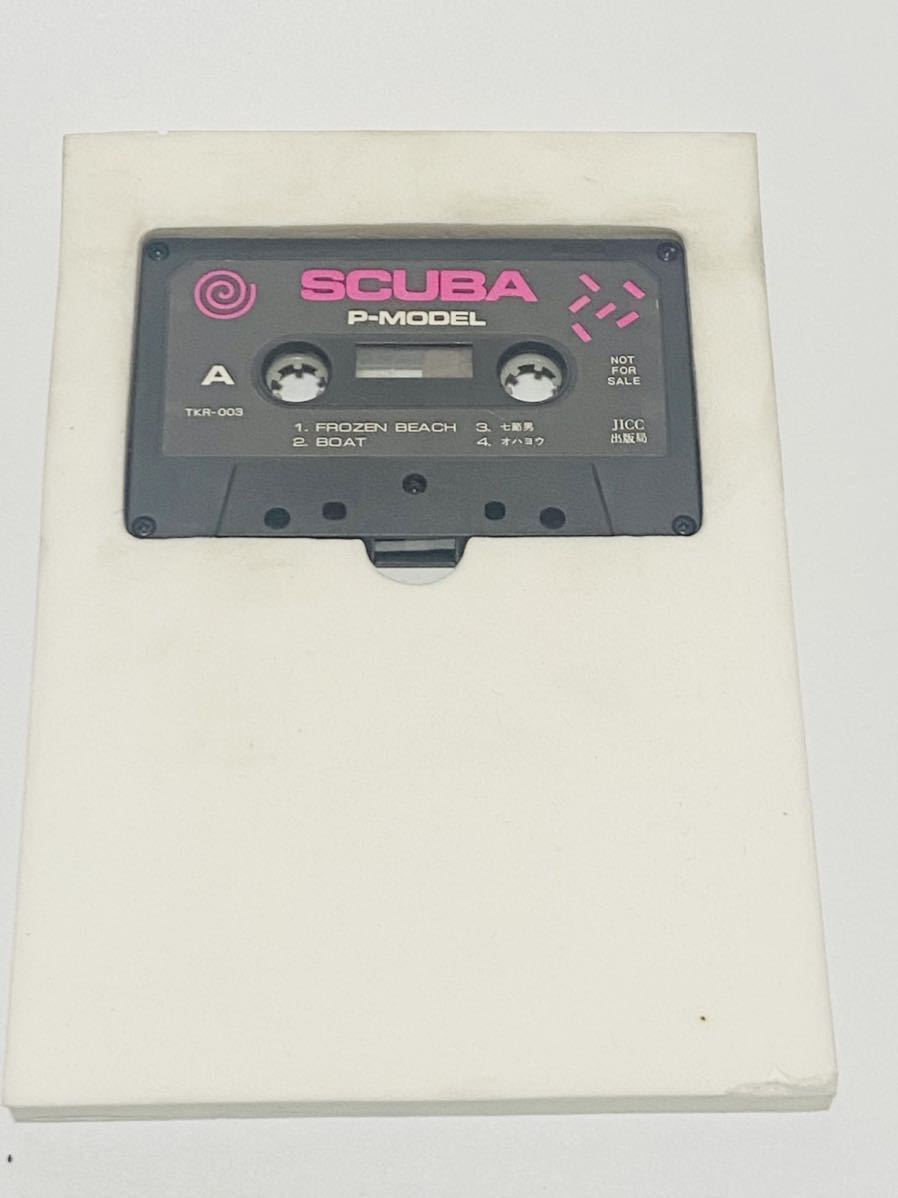 SCUBA
P-MODEL
A
NOT
FOR
SALE
TKR-003
1. FROZEN BEACH
2. BOAT
3. 七節男
4. オハヨウ
JICC
出版局